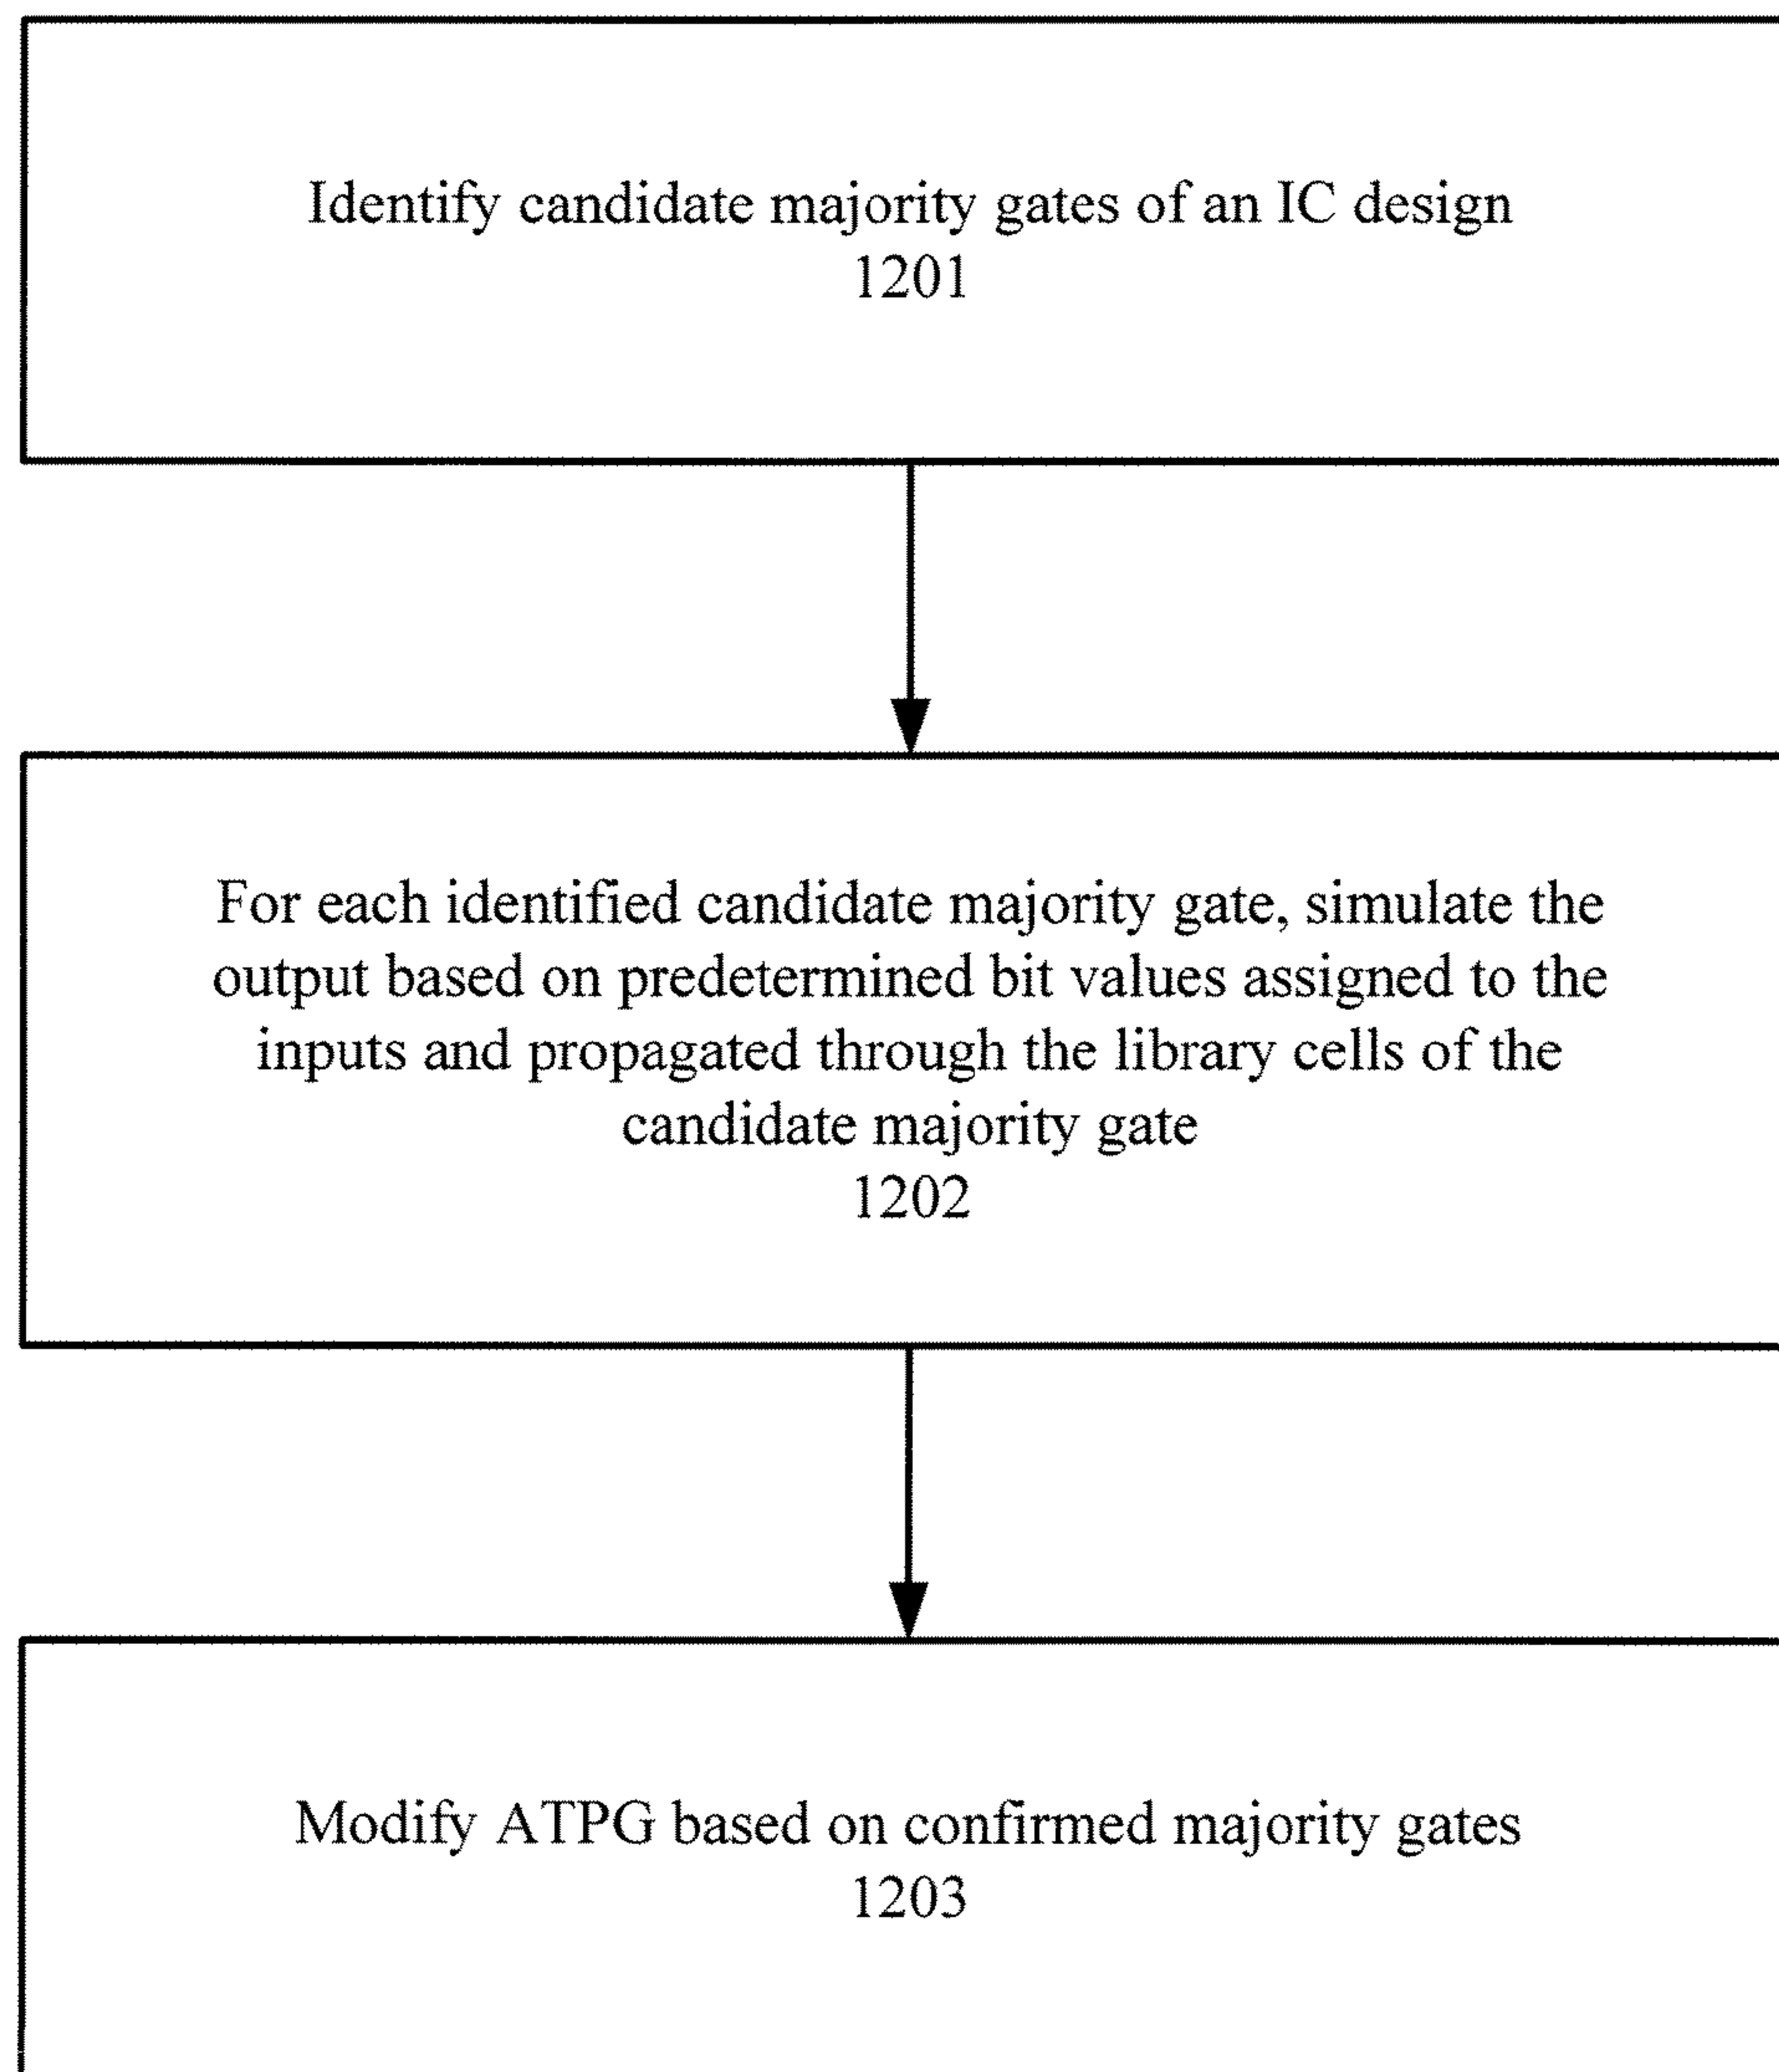 Identify candidate majority gates of an IC design
1201
For each identified candidate majority gate, simulate the
output based on predetermined bit values assigned to the
inputs and propagated through the library cells of the
candidate majority gate
1202
Modify ATPG based on confirmed majority gates
1203